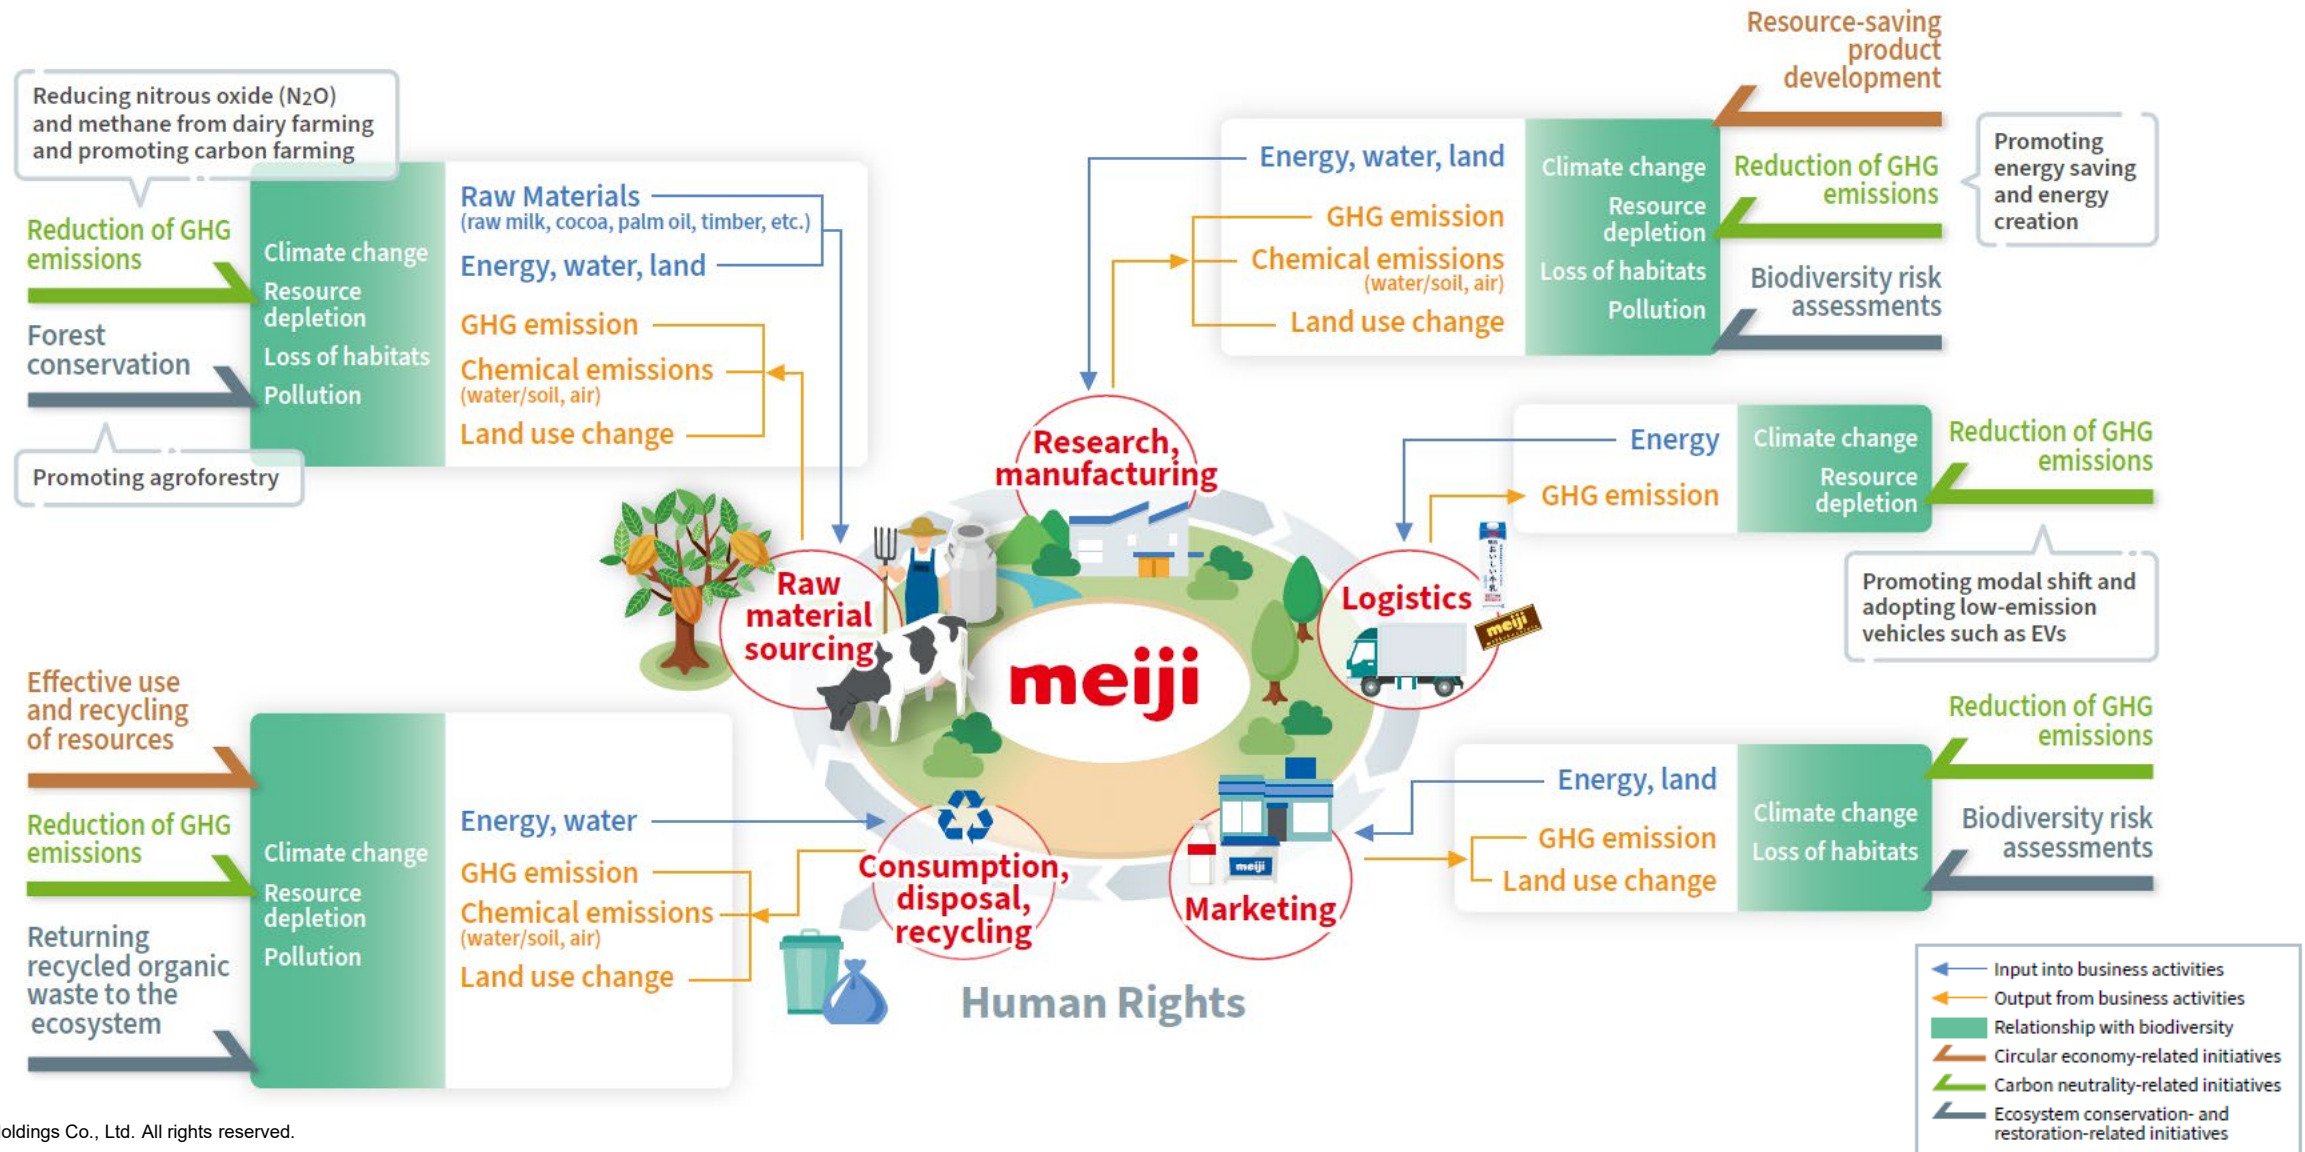 Reducing nitrous oxide (N2O)
and methane from dairy farming
and promoting carbon farming
Reduction of GHG
emissions
Forest
conservation
Promoting agroforestry
Climate change
Resource
depletion
Loss of habitats
Pollution
Raw Materials
(raw milk, cocoa, palm oil, timber, etc.)
Energy, water, land
GHG emission
Chemical emissions
(water/soil, air)
Land use change
Raw
material
sourcing
Research,
manufacturing
Energy, water, land
GHG emission
Chemical emissions
(water/soil, air)
Land use change
Climate change
Resource
depletion
Loss of habitats
Pollution
Resource-saving
product
development
Reduction of GHG
emissions
Biodiversity risk
assessments
Promoting
energy saving
and energy
creation
Logistics
明治
おいしい牛乳
meiji
Energy
GHG emission
Climate change
Resource
depletion
Reduction of GHG
emissions
Promoting modal shift and
adopting low-emission
vehicles such as EVs
meiji
Marketing
meiji
Energy, land
GHG emission
Land use change
Climate change
Loss of habitats
Reduction of GHG
emissions
Biodiversity risk
assessments
Consumption,
disposal,
recycling
Energy, water
GHG emission
Chemical emissions
(water/soil, air)
Land use change
Climate change
Resource
depletion
Pollution
Effective use
and recycling
of resources
Reduction of GHG
emissions
Returning
recycled organic
waste to the
ecosystem
Human Rights
Input into business activities
Output from business activities
Relationship with biodiversity
Circular economy-related initiatives
Carbon neutrality-related initiatives
Ecosystem conservation- and
restoration-related initiatives
oldings Co., Ltd. All rights reserved.